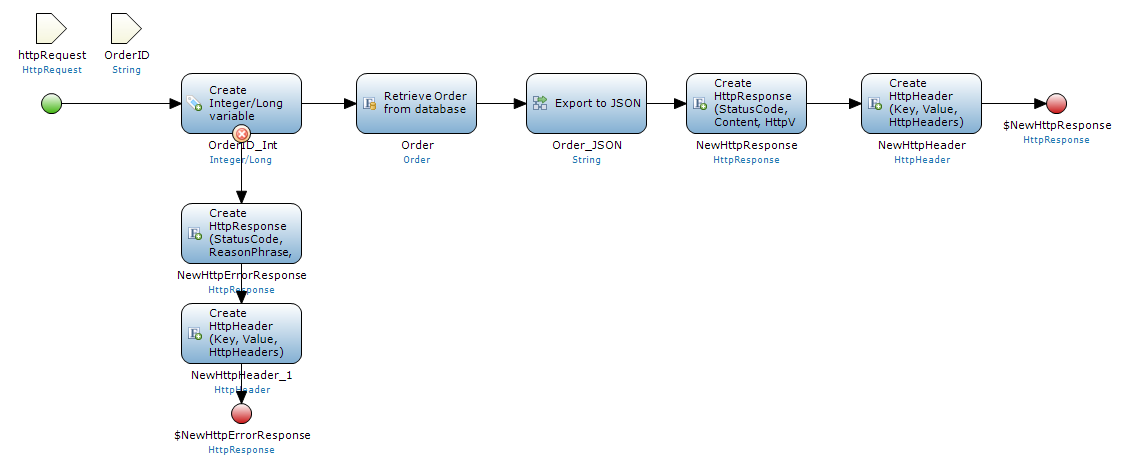 httpRequest
HttpRequest
OrderID
String
Create
Integer/Long
variable
OrderID_Int
Integer/Long
Retrieve Order
from database
Order
Order
Export to JSON
Order_JSON
String
Create
HttpResponse
(StatusCode,
Content, HttpV
NewHttpResponse
HttpResponse
Create
HttpHeader
(Key, Value,
HttpHeaders)
NewHttpHeader
HttpHeader
$NewHttpResponse
HttpResponse
Create
HttpResponse
(StatusCode,
ReasonPhrase,
NewHttpErrorResponse
HttpResponse
Create
HttpHeader
(Key, Value,
HttpHeaders)
NewHttpHeader_1
HttpHeader
$NewHttpErrorResponse
HttpResponse